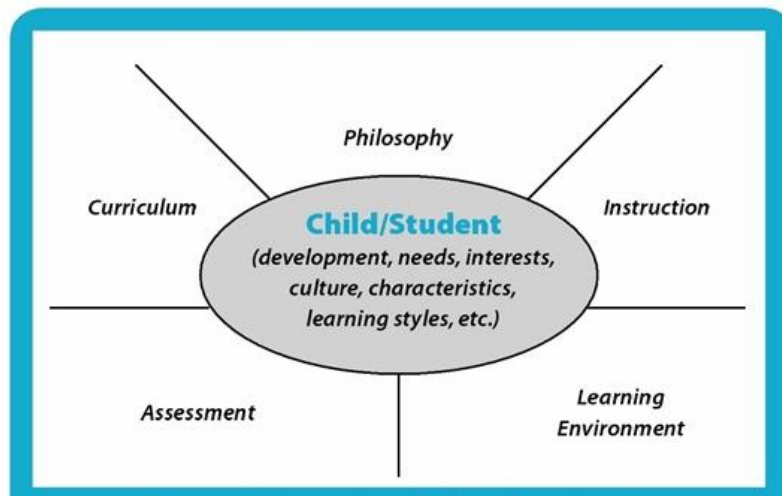 Philosophy
Curriculum
Instruction
Child/Student
(development, needs, interests,
culture, characteristics,
learning styles, etc.)
Assessment
Learning
Environment